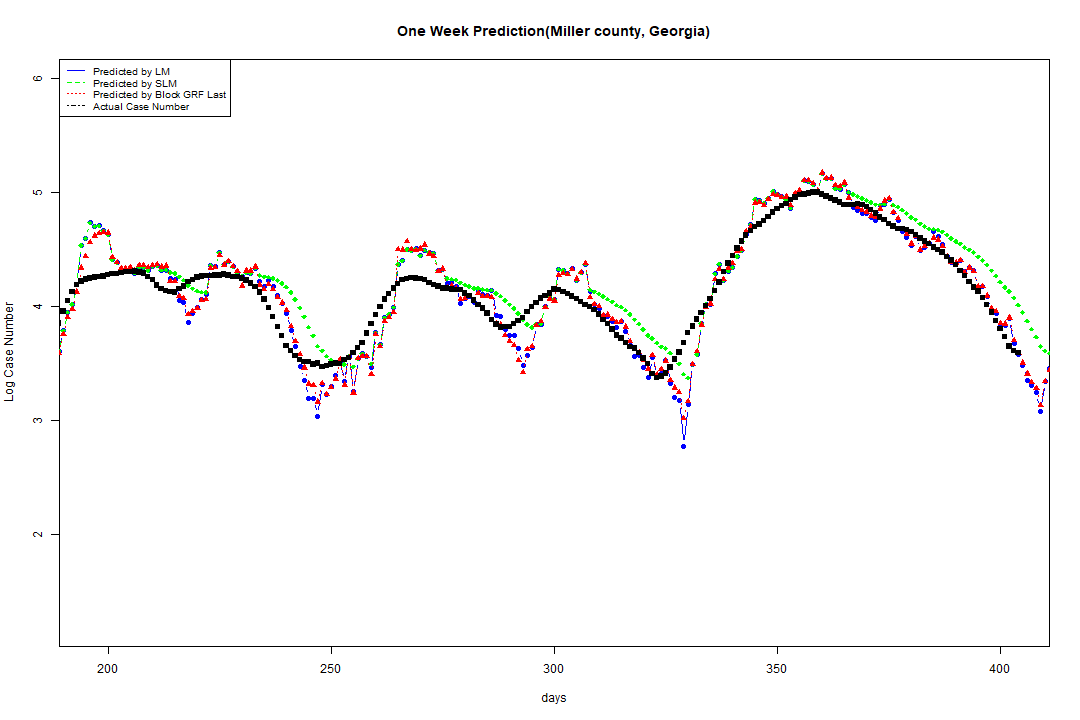 One Week Prediction(Miller county, Georgia)
Predicted by LM
Predicted by SLM
Predicted by Block GRF Last
Actual Case Number
6
5
4
3
2
Log Case Number
200 250 300 350 400
days